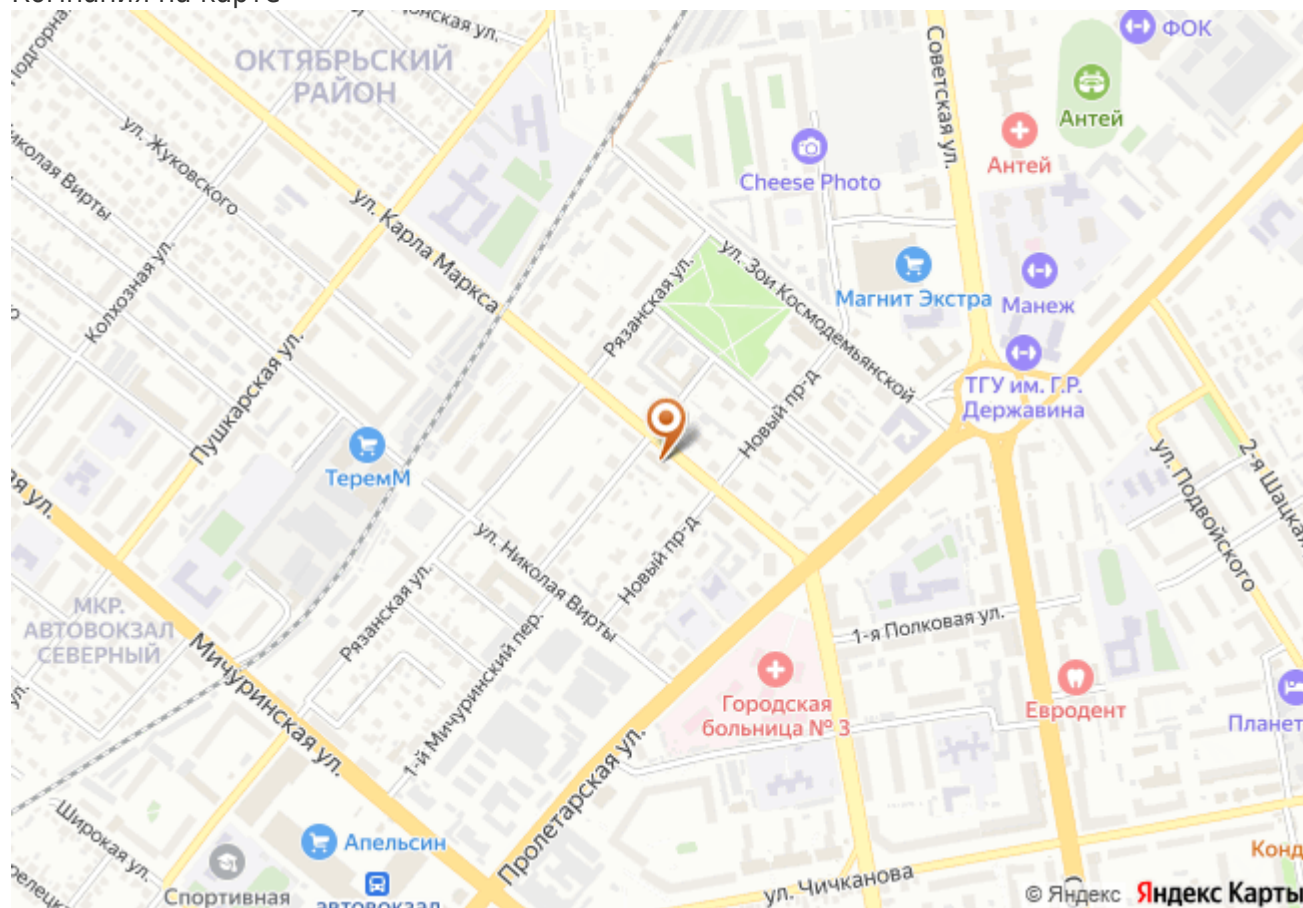 Советская ул.
ФОК
ОКТЯБРЬСКИЙ
РАЙОН
Антей
ул. Жуковского
Николая Вирты
Cheese Photo
Антей
ул. Карла Маркса
Колхозная ул.
Рязанская ул.
ул. Зои Космодемьянской
Магнит Экстра
Манеж
Пушкарская ул.
Новый пр-д
ТГУ им. Г.Р.
Державина
ТеремМ
2-я Шацкая
ул. Подвойского
ул. Николая Вирты
Новый пр-д
Рязанская ул.
МКР.
АВТОВОКЗАЛ
СЕВЕРНЫЙ
1-я Полковая ул.
Мичуринская ул.
1-й Мичуринский пер.
Городская
больница № 3
Евродент
Планет
Пролетарская ул.
Широкая ул.
Апельсин
Спортивная
автовокзал
ул. Чичканова
Конд
© Яндекс Яндекс Карты